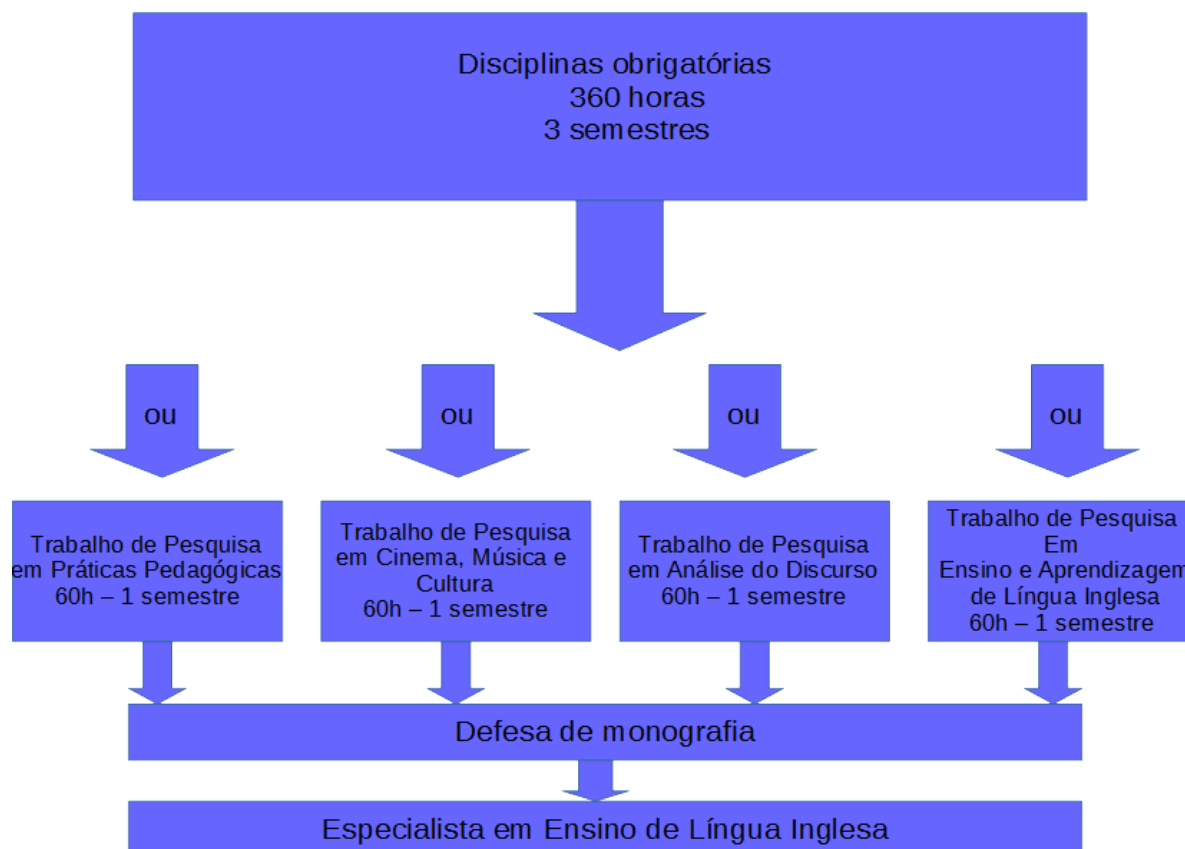 Disciplinas obrigatórias
360 horas
3 semestres
ou
ou
ou
ou
Trabalho de Pesquisa
em Práticas Pedagógicas
60h – 1 semestre
Trabalho de Pesquisa
em Cinema, Música e
Cultura
60h – 1 semestre
Trabalho de Pesquisa
em Análise do Discurso
60h – 1 semestre
Trabalho de Pesquisa
Em
Ensino e Aprendizagem
de Língua Inglesa
60h – 1 semestre
Defesa de monografia
Especialista em Ensino de Língua Inglesa